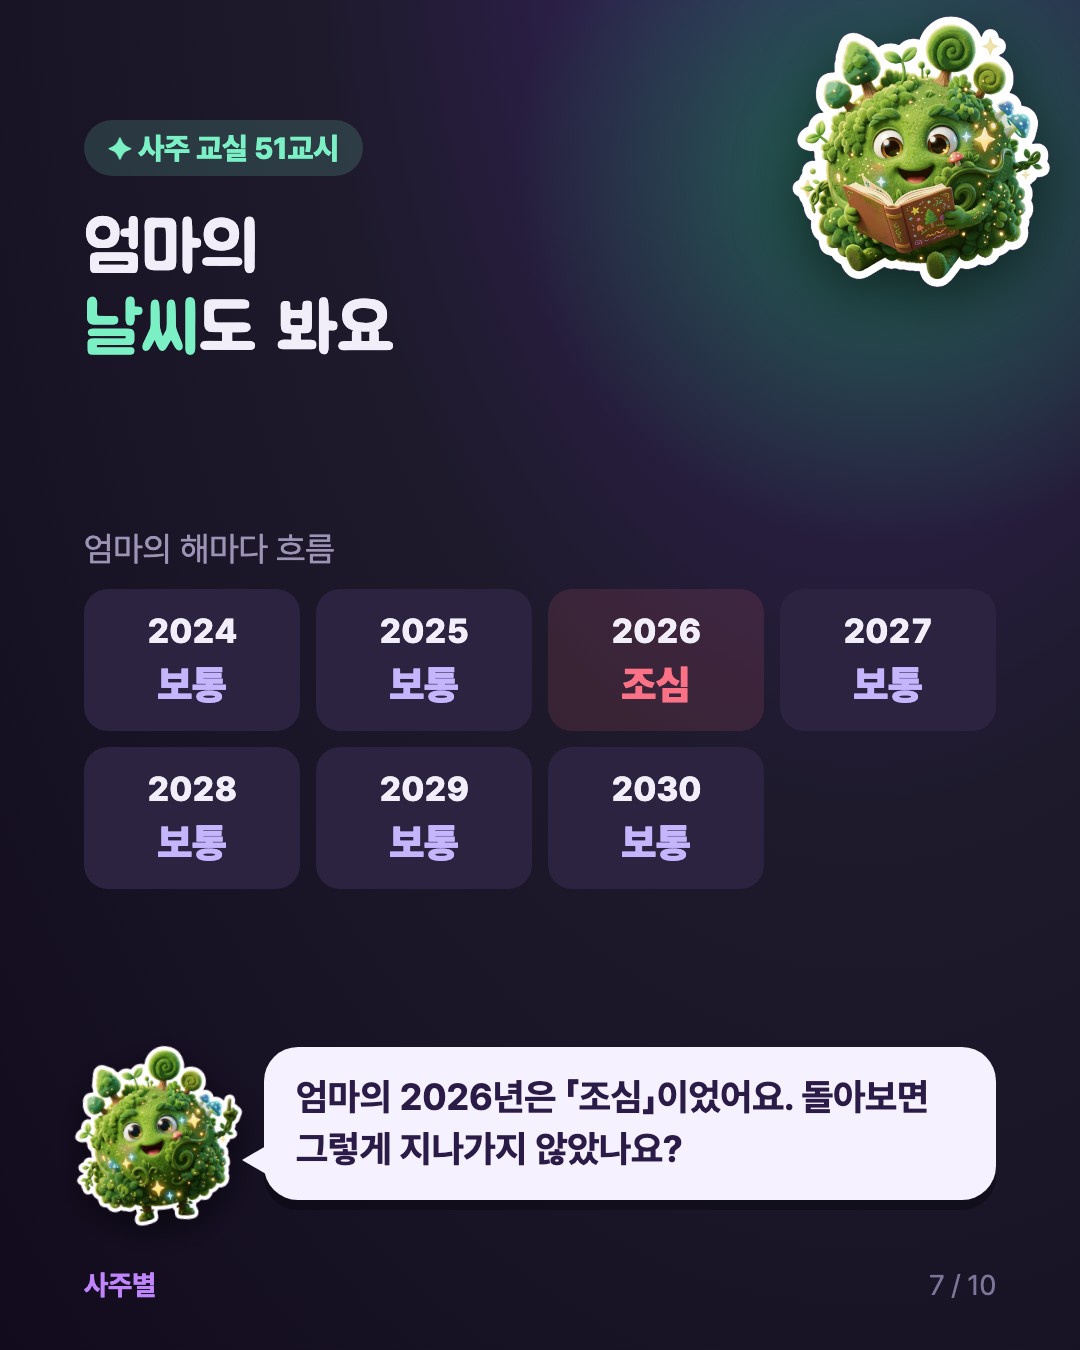 ✦ 사주 교실 51교시
엄마의
날씨도 봐요
엄마의 해마다 흐름
2024
보통
2025
보통
2026
조심
2027
보통
2028
보통
2029
보통
2030
보통
엄마의 2026년은 「조심」이었어요. 돌아보면
그렇게 지나가지 않았나요?
사주별
7 / 10